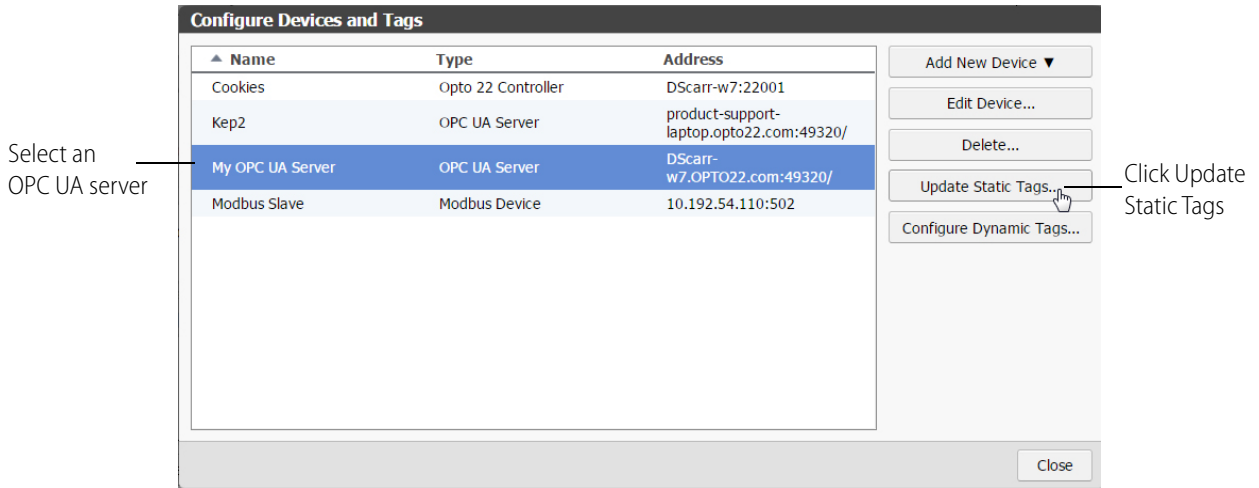 Configure Devices and Tags
▲ Name Type Address
Cookies Opto 22 Controller DScarr-w7:22001
Kep2 OPC UA Server product-support-
laptop.opto22.com:49320/
My OPC UA Server OPC UA Server DScarr-
w7.OPTO22.com:49320/
Modbus Slave Modbus Device 10.192.54.110:502
Add New Device ▼
Edit Device...
Delete...
Update Static Tags...
Configure Dynamic Tags...
Close
Select an
OPC UA server
Click Update
Static Tags